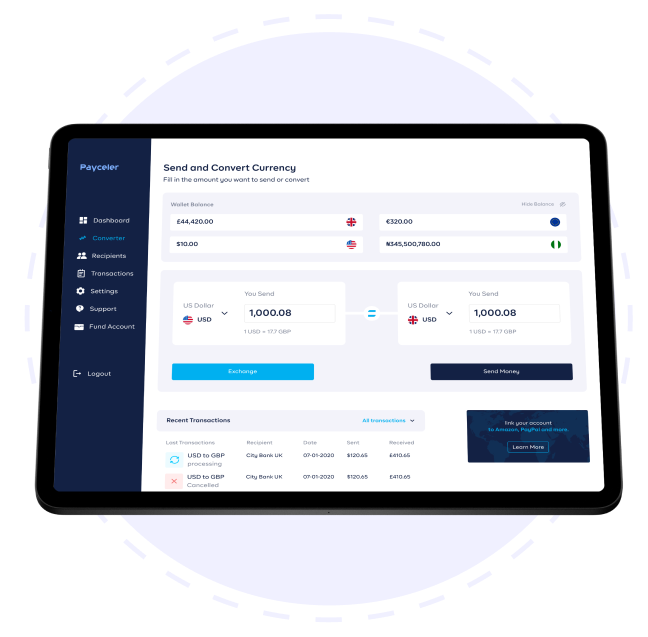 Payceler
Dashboard
Converter
Recipients
Transactions
Settings
Support
Fund Account
Logout
Send and Convert Currency
Fill in the amount you want to send or convert
Wallet Balance
Hide Balance
£44,420.00
€320.00
$10.00
₦345,500,780.00
You Send
US Dollar
USD
1,000.08
1 USD = 17.7 GBP
You Send
US Dollar
USD
1,000.08
1 USD = 17.7 GBP
Exchange
Send Money
Recent Transactions
All transactions
Last Transactions Recipient Date Sent Received
USD to GBP City Bank UK 07-01-2020 $120.65 £410.65
processing
USD to GBP City Bank UK 07-01-2020 $120.65 £410.65
Cancelled
link your account
to Amazon, PayPal and more.
Learn More